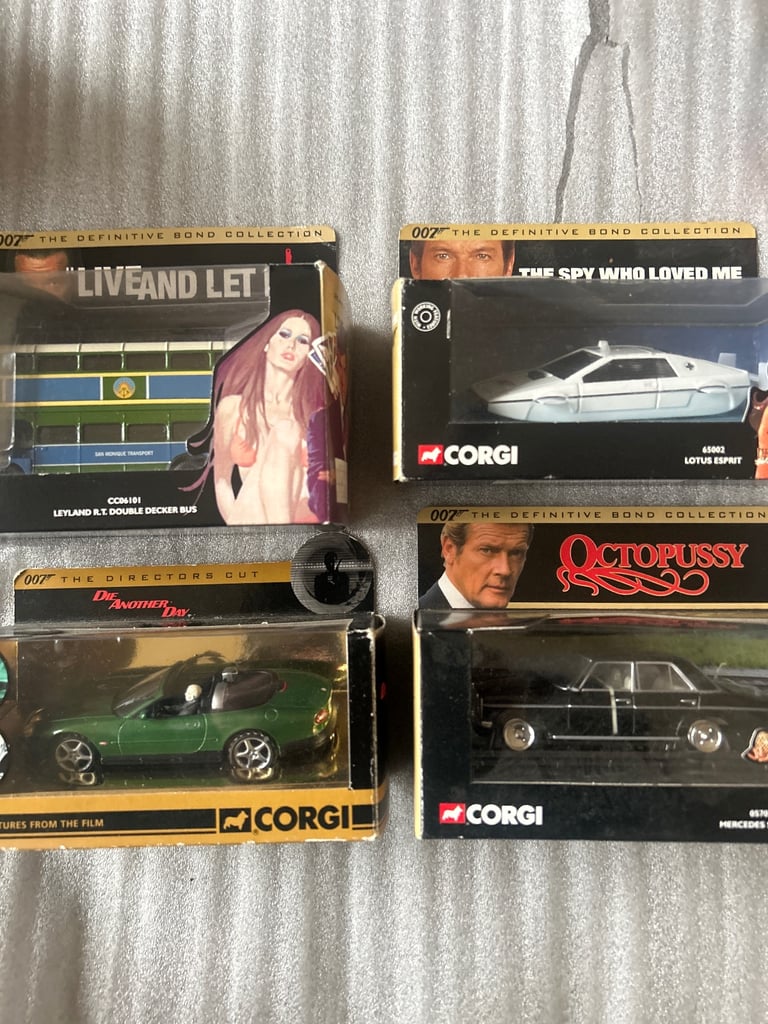 007 THE DEFINITIVE BOND COLLECTION
LIVE AND LET
SAN MONIQUE TRANSPORT
CC06101
LEYLAND R.T. DOUBLE DECKER BUS
007 THE DEFINITIVE BOND COLLECTION
THE SPY WHO LOVED ME
CORGI
65002
LOTUS ESPRIT
007 THE DIRECTORS CUT
DIE
ANOTHER
DAY
TURES FROM THE FILM
CORGI
007 THE DEFINITIVE BOND COLLECTION
OCTOPUSSY
CORGI
0570
MERCEDES